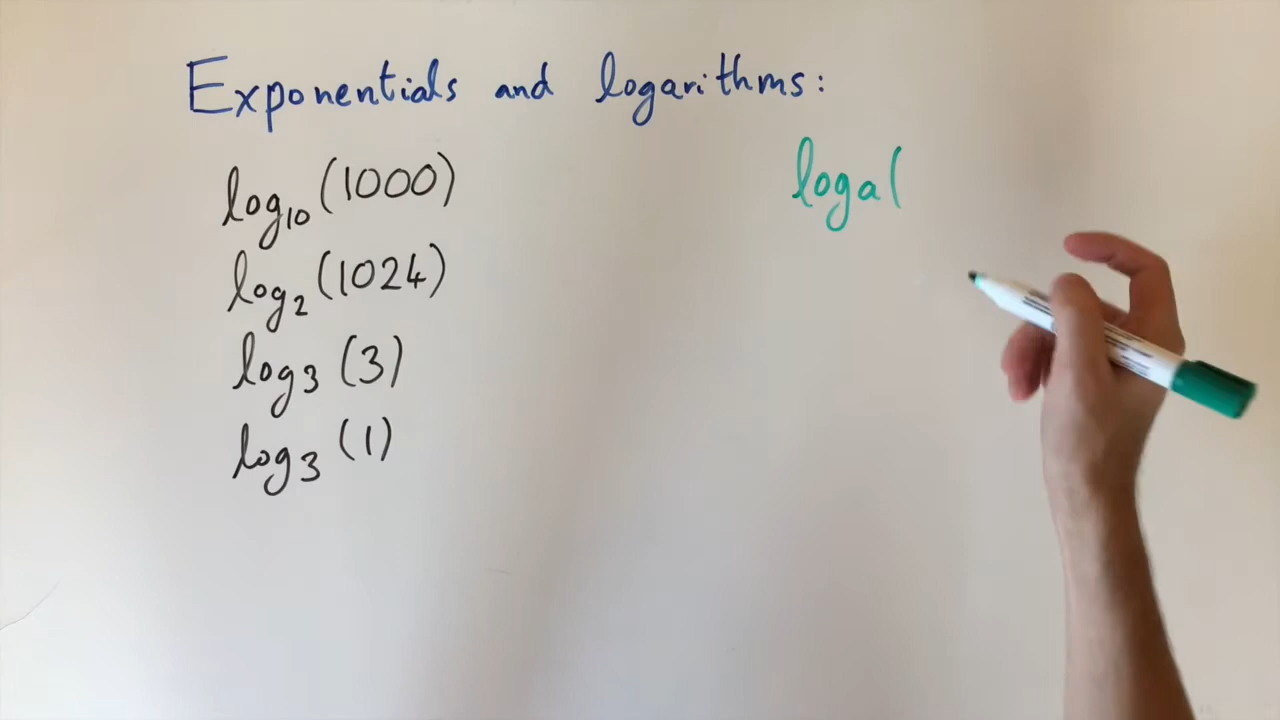 Exponentials and logarithms:
log₁₀(1000)
loga(
log₂(1024)
log₃(3)
log₃(1)